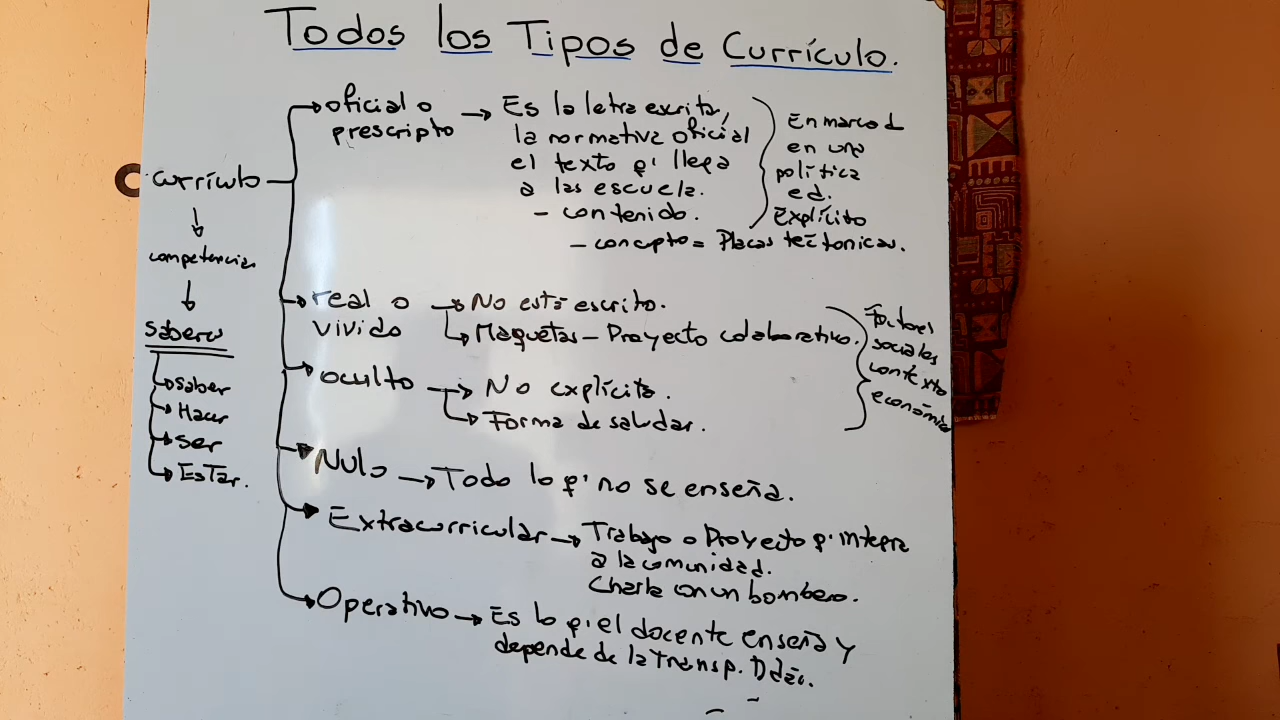 Todos los Tipos de Currículo.
Currículo
↓
competencias
↓
Saberes
Saber
Hacer
Ser
Estar.
oficial o
prescripto → Es la letra escrita,
la normativa oficial
el texto q' llega
a las escuela.
- contenido.
- concepto = Placas tectonicas.
En marca d
en una
política
ed.
Explícito
real o
vivido
No está escrito.
Maquetas - Proyecto colaborativo.
oculto
No explícito.
Forma de saludar.
Factores
sociales
contexto
económico
Nulo → Todo lo q' no se enseña.
Extracurricular → Trabajo o Proyecto q' integra
a la comunidad.
Charla con un bombero.
Operativo → Es lo q' el docente enseña y
depende de la transp. Ddác.